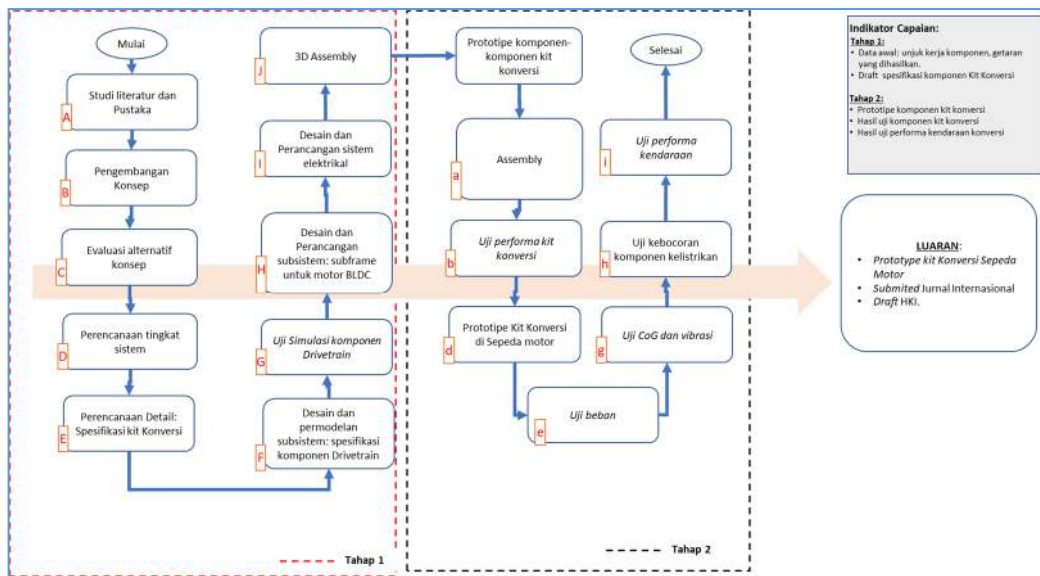 Mulai
A
Studi literatur dan
Pustaka
B
Pengembangan
Konsep
C
Evaluasi alternatif
konsep
D
Perencanaan tingkat
sistem
E
Perencanaan Detail:
Spesifikasi kit Konversi
F
Desain dan
permodelan
subsistem: spesifikasi
komponen Drivetrain
G
Uji Simulasi komponen
Drivetrain
H
Desain dan
Perancangan
subsistem: subframe
untuk motor BLDC
I
Desain dan
Perancangan sistem
elektrikal
J
3D Assembly
Tahap 1
Prototipe komponen-
komponen kit
konversi
a
Assembly
b
Uji performa kit
konversi
d
Prototipe Kit Konversi
di Sepeda motor
e
Uji beban
g
Uji CoG dan vibrasi
h
Uji kebocoran
komponen kelistrikan
i
Uji performa
kendaraan
Selesai
Tahap 2
Indikator Capaian:
Tahap 1:
• Data awal: unjuk kerja komponen, getaran
yang dihasilkan.
• Draft spesifikasi komponen Kit Konversi
Tahap 2:
• Prototipe komponen kit konversi
• Hasil uji komponen kit konversi
• Hasil uji performa kendaraan konversi
LUARAN:
• Prototype kit Konversi Sepeda
Motor
• Submited Jurnal Internasional
• Draft HKI.